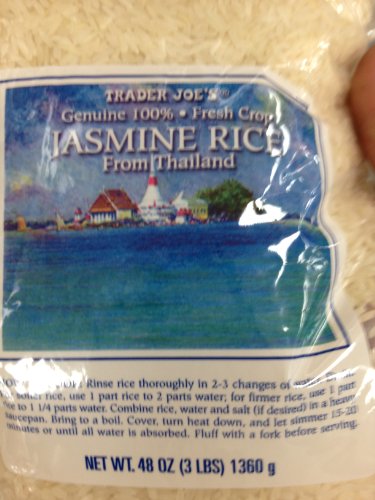 TRADER JOE'S®
Genuine 100% • Fresh Crop
JASMINE RICE
From Thailand
Rinse rice thoroughly in 2-3 changes of water.
softer rice, use 1 part rice to 2 parts water; for firmer rice, use 1 part
rice to 1 1/4 parts water. Combine rice, water and salt (if desired) in a heavy
saucepan. Bring to a boil. Cover, turn heat down, and let simmer 15-20
minutes or until all water is absorbed. Fluff with a fork before serving.
NET WT. 48 OZ (3 LBS) 1360 g